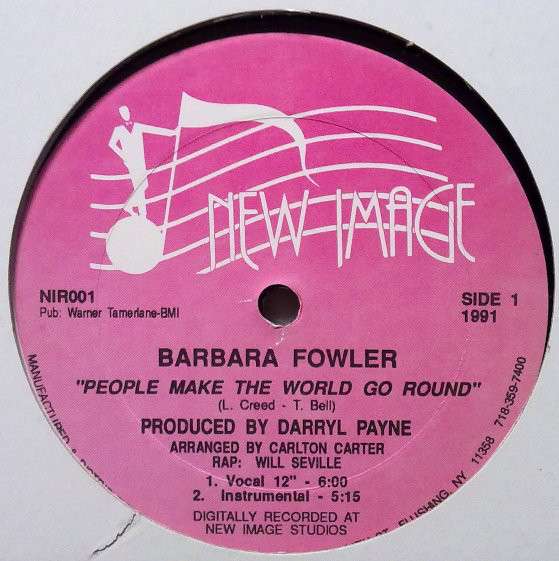 NEW IMAGE
NIR001
Pub: Warner Tamerlane-BMI
SIDE 1
1991
BARBARA FOWLER
"PEOPLE MAKE THE WORLD GO ROUND"
(L. Creed - T. Bell)
PRODUCED BY DARRYL PAYNE
ARRANGED BY CARLTON CARTER
RAP: WILL SEVILLE
1. Vocal 12" - 6:00
2. Instrumental - 5:15
DIGITALLY RECORDED AT
NEW IMAGE STUDIOS
MANUFACTURED
FLUSHING, NY 11358 718-359-7400